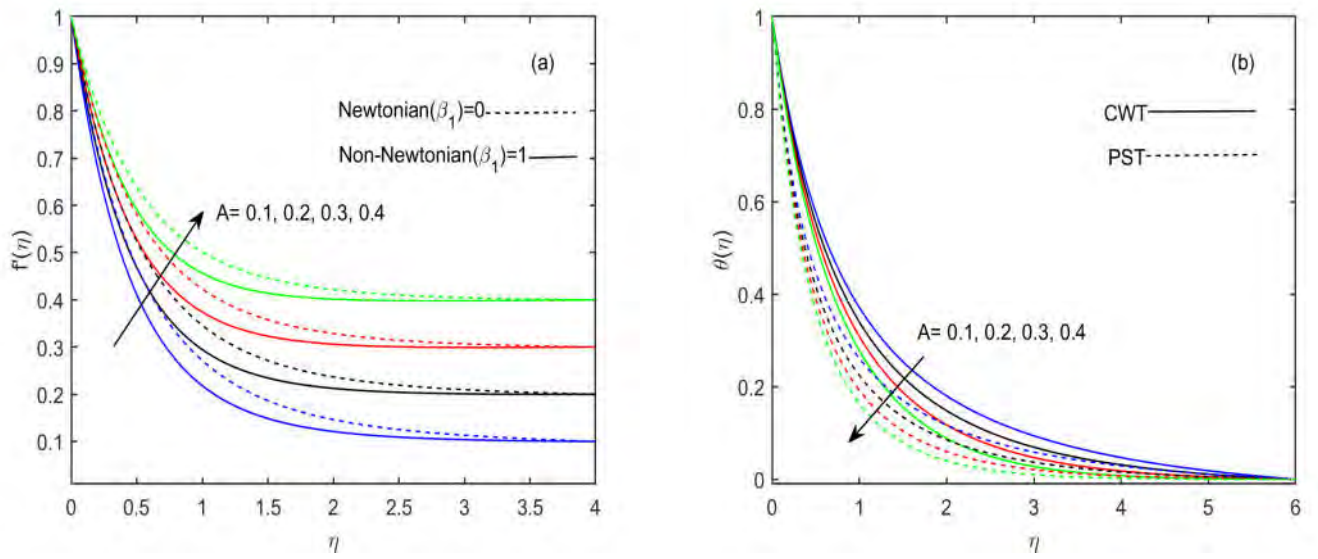 (a)
Newtonian(β₁)=0
Non-Newtonian(β₁)=1
A= 0.1, 0.2, 0.3, 0.4
f'(η)
1
0.9
0.8
0.7
0.6
0.5
0.4
0.3
0.2
0.1
0 0.5 1 1.5 2 2.5 3 3.5 4
η
(b)
CWT
PST
A= 0.1, 0.2, 0.3, 0.4
θ(η)
1
0.8
0.6
0.4
0.2
0
0 1 2 3 4 5 6
η